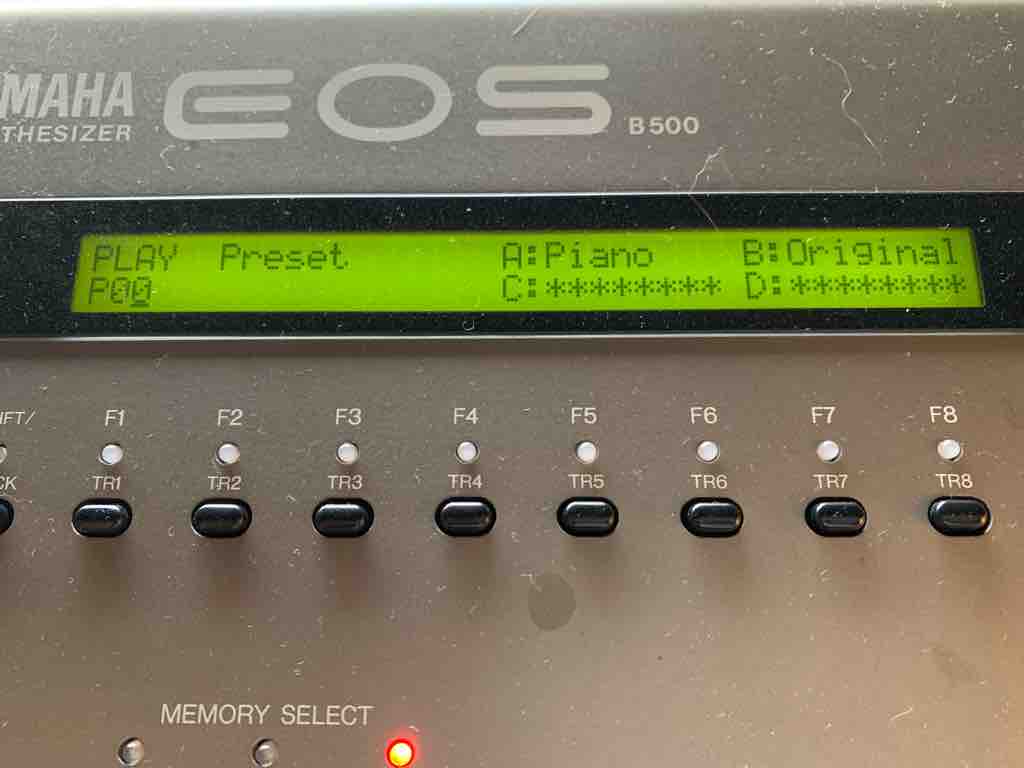 MAHA EOS B500
THESIZER
PLAY Preset A:Piano B:Original
P00 C:******** D:********
F1 F2 F3 F4 F5 F6 F7 F8
TR1 TR2 TR3 TR4 TR5 TR6 TR7 TR8
MEMORY SELECT